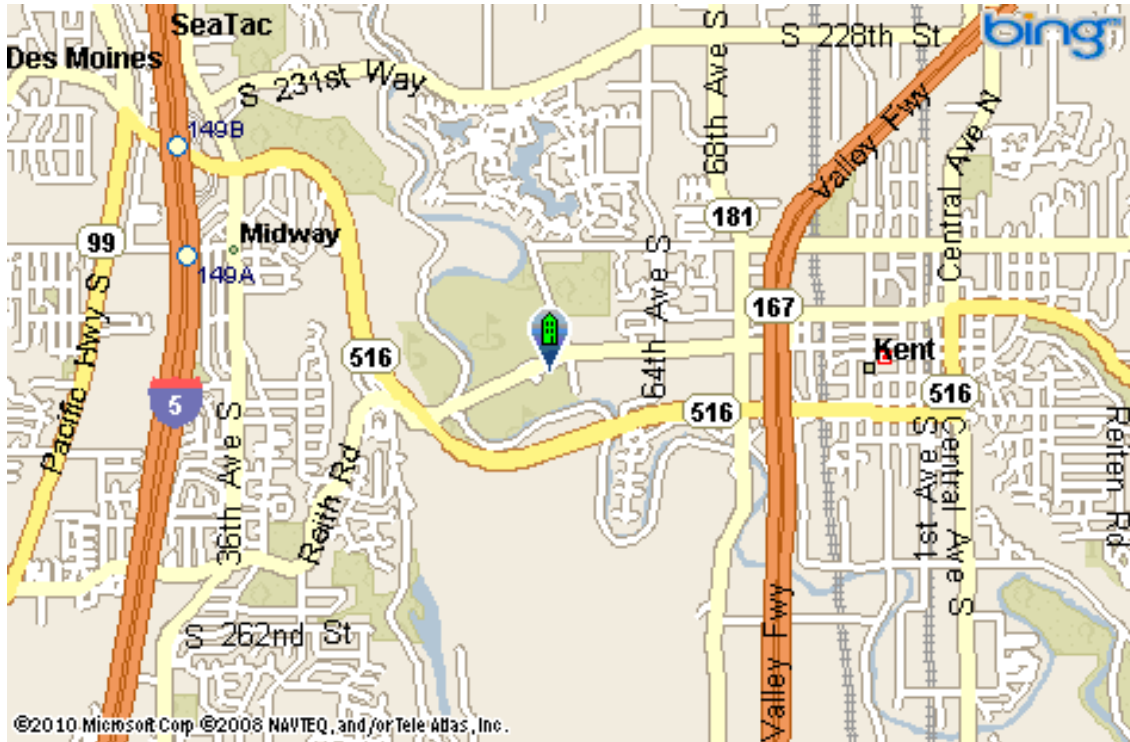 SeaTac
Des Moines
bing™
S 228th St
S 231st Way
149B
68th Ave S
Valley Fwy
Central Ave N
181
99
Midway
149A
Pacific Hwy S
64th Ave S
167
516
Kent
5
516
516
36th Ave S
Reith Rd
1st Ave S
Central Ave S
Reiten Rd
S 262nd St
Valley Fwy
©2010 Microsoft Corp ©2008 NAVTEQ, and/or Tele Atlas, Inc.